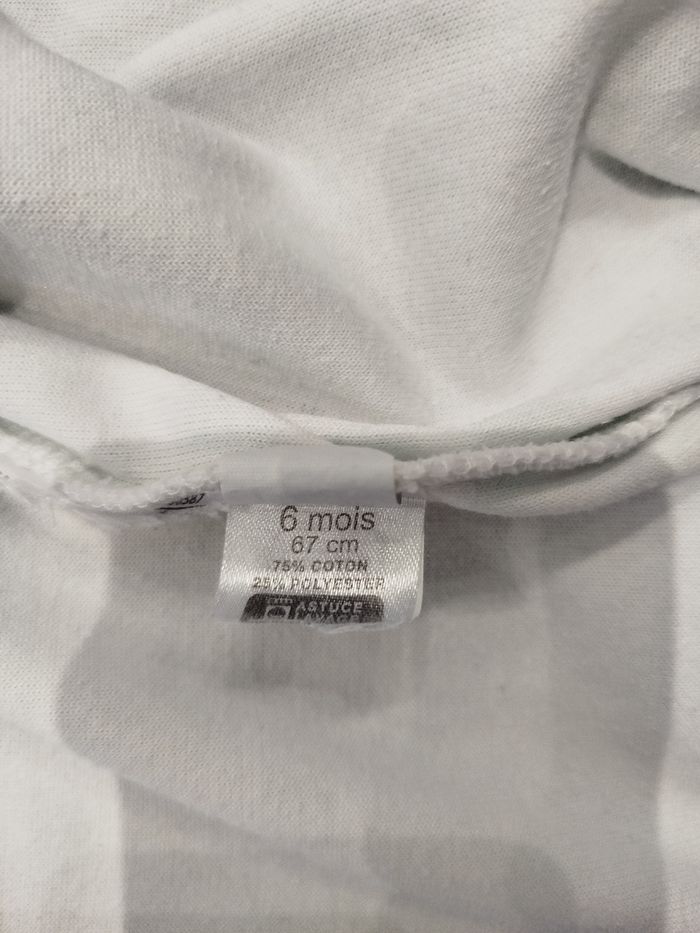 6 mois
67 cm
75% COTON
25% POLYESTER
ASTUCE